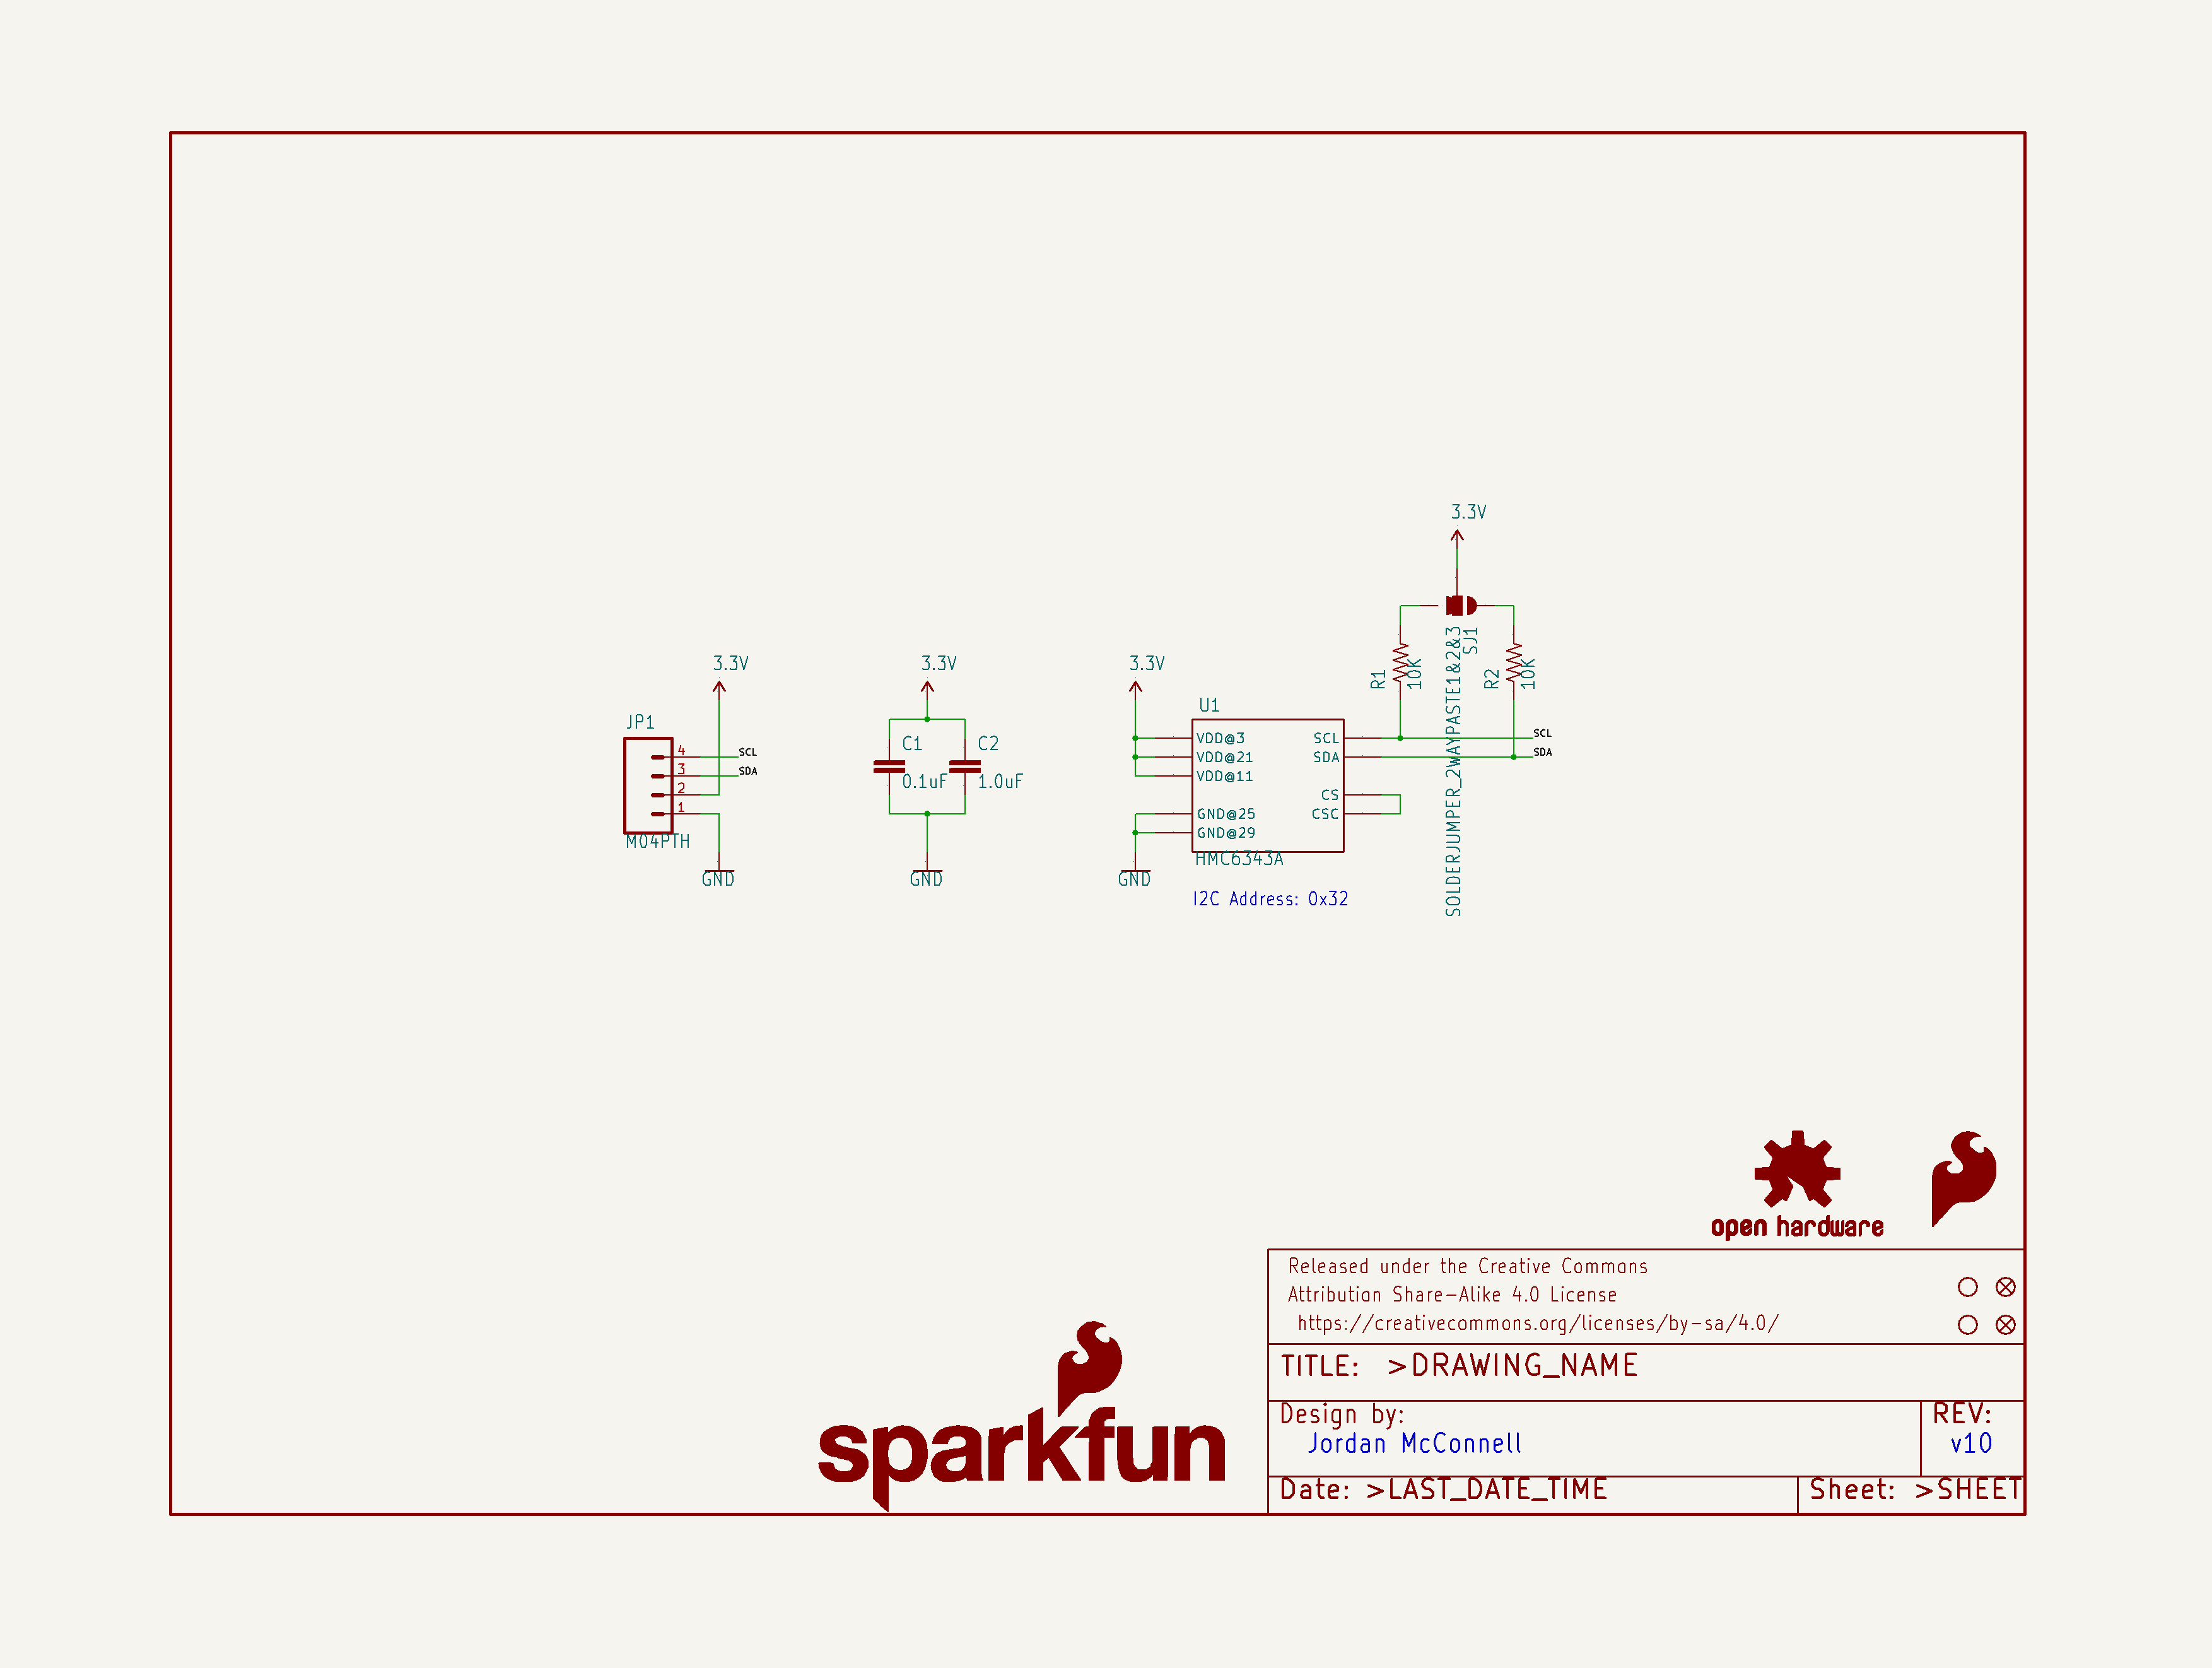 3.3V
3.3V
3.3V
3.3V
SJ1
SOLDERJUMPER_2WAYPASTE1&2&3
R1
10K
R2
10K
JP1
4
3
2
1
SCL
SDA
M04PTH
GND
C1
0.1uF
C2
1.0uF
GND
U1
VDD@3
VDD@21
VDD@11
GND@25
GND@29
SCL
SDA
CS
CSC
SCL
SDA
HMC6343A
GND
I2C Address: 0x32
open hardware
sparkfun
Released under the Creative Commons
Attribution Share-Alike 4.0 License
https://creativecommons.org/licenses/by-sa/4.0/
TITLE: >DRAWING_NAME
Design by:
Jordan McConnell
REV:
v10
Date: >LAST_DATE_TIME
Sheet: >SHEET